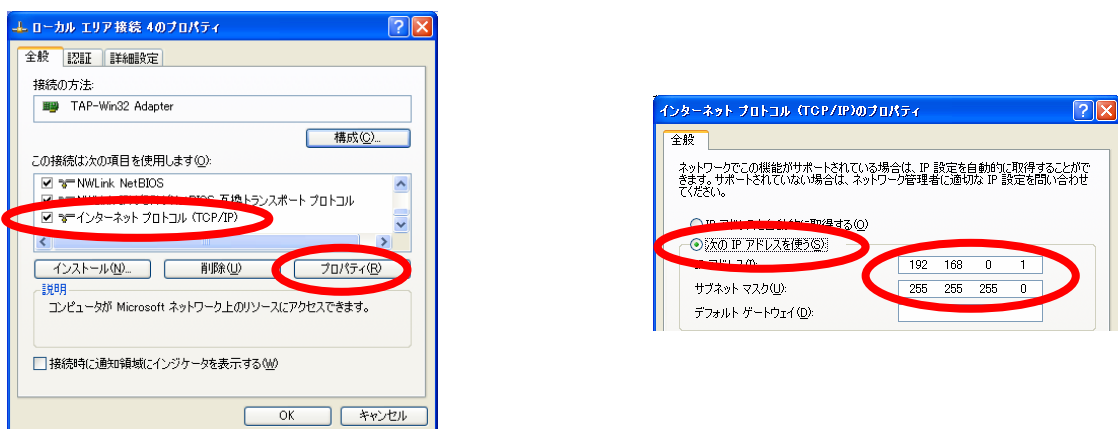 ローカル エリア接続 4のプロパティ
全般 認証 詳細設定
接続の方法:
TAP-Win32 Adapter
構成(C)...
この接続は次の項目を使用します(O):
NWLink NetBIOS
互換トランスポート プロトコル
インターネット プロトコル (TCP/IP)
インストール(N)... 削除(U) プロパティ(R)
説明
コンピュータが Microsoft ネットワーク上のリソースにアクセスできます。
接続時に通知領域にインジケータを表示する(W)
OK キャンセル
インターネット プロトコル (TCP/IP)のプロパティ
全般
ネットワークでこの機能がサポートされている場合は、IP 設定を自動的に取得することがで
きます。サポートされていない場合は、ネットワーク管理者に適切な IP 設定を問い合わせ
てください。
IP アドレスを自動的に取得する(O)
次の IP アドレスを使う(S):
192 168 0 1
サブネット マスク(U): 255 255 255 0
デフォルト ゲートウェイ(D):